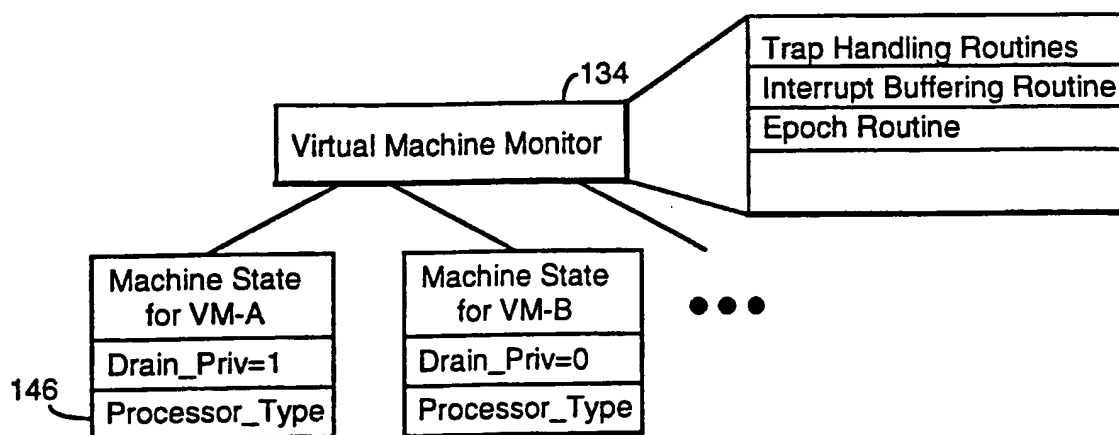 134
Virtual Machine Monitor
Trap Handling Routines
Interrupt Buffering Routine
Epoch Routine
Machine State
for VM-A
Drain_Priv=1
146
Processor_Type
Machine State
for VM-B
Drain_Priv=0
Processor_Type